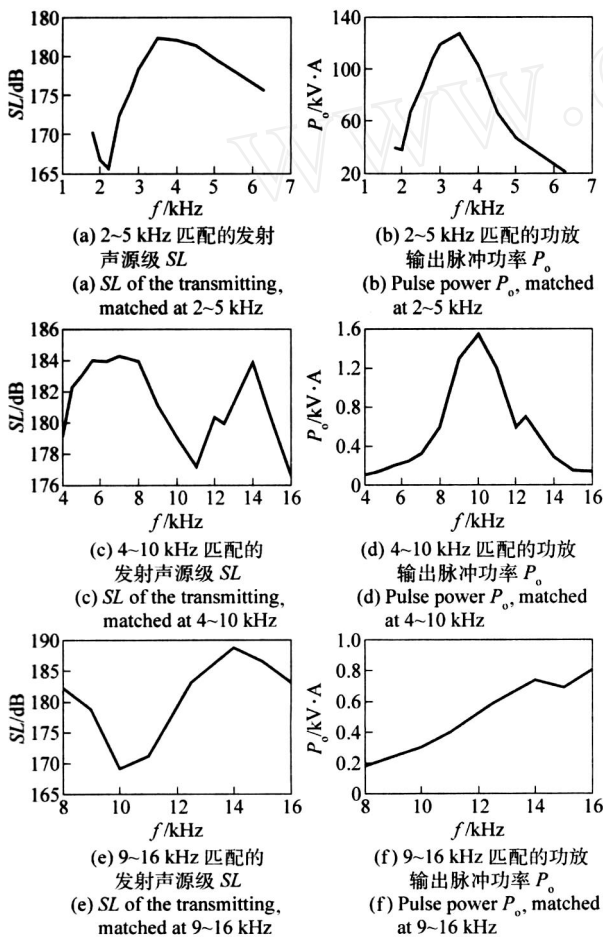 180
175
170
165
SL/dB
1 2 3 4 5 6 7
f/kHz
(a) 2~5 kHz 匹配的发射
声源级 SL
(a) SL of the transmitting,
matched at 2~5 kHz
140
100
60
20
Pₒ/kV·A
1 2 3 4 5 6 7
f/kHz
(b) 2~5 kHz 匹配的功放
输出脉冲功率 Pₒ
(b) Pulse power Pₒ, matched
at 2~5 kHz
186
184
182
180
178
176
SL/dB
4 6 8 10 12 14 16
f/kHz
(c) 4~10 kHz 匹配的
发射声源级 SL
(c) SL of the transmitting,
matched at 4~10 kHz
1.6
1.2
0.8
0.4
0
Pₒ/kV·A
4 6 8 10 12 14 16
f/kHz
(d) 4~10 kHz 匹配的功放
输出脉冲功率 Pₒ
(d) Pulse power Pₒ, matched
at 4~10 kHz
190
185
180
175
170
165
SL/dB
8 10 12 14 16
f/kHz
(e) 9~16 kHz 匹配的
发射声源级 SL
(e) SL of the transmitting,
matched at 9~16 kHz
1.0
0.8
0.6
0.4
0.2
0
Pₒ/kV·A
8 10 12 14 16
f/kHz
(f) 9~16 kHz 匹配的功放
输出脉冲功率 Pₒ
(f) Pulse power Pₒ, matched
at 9~16 kHz